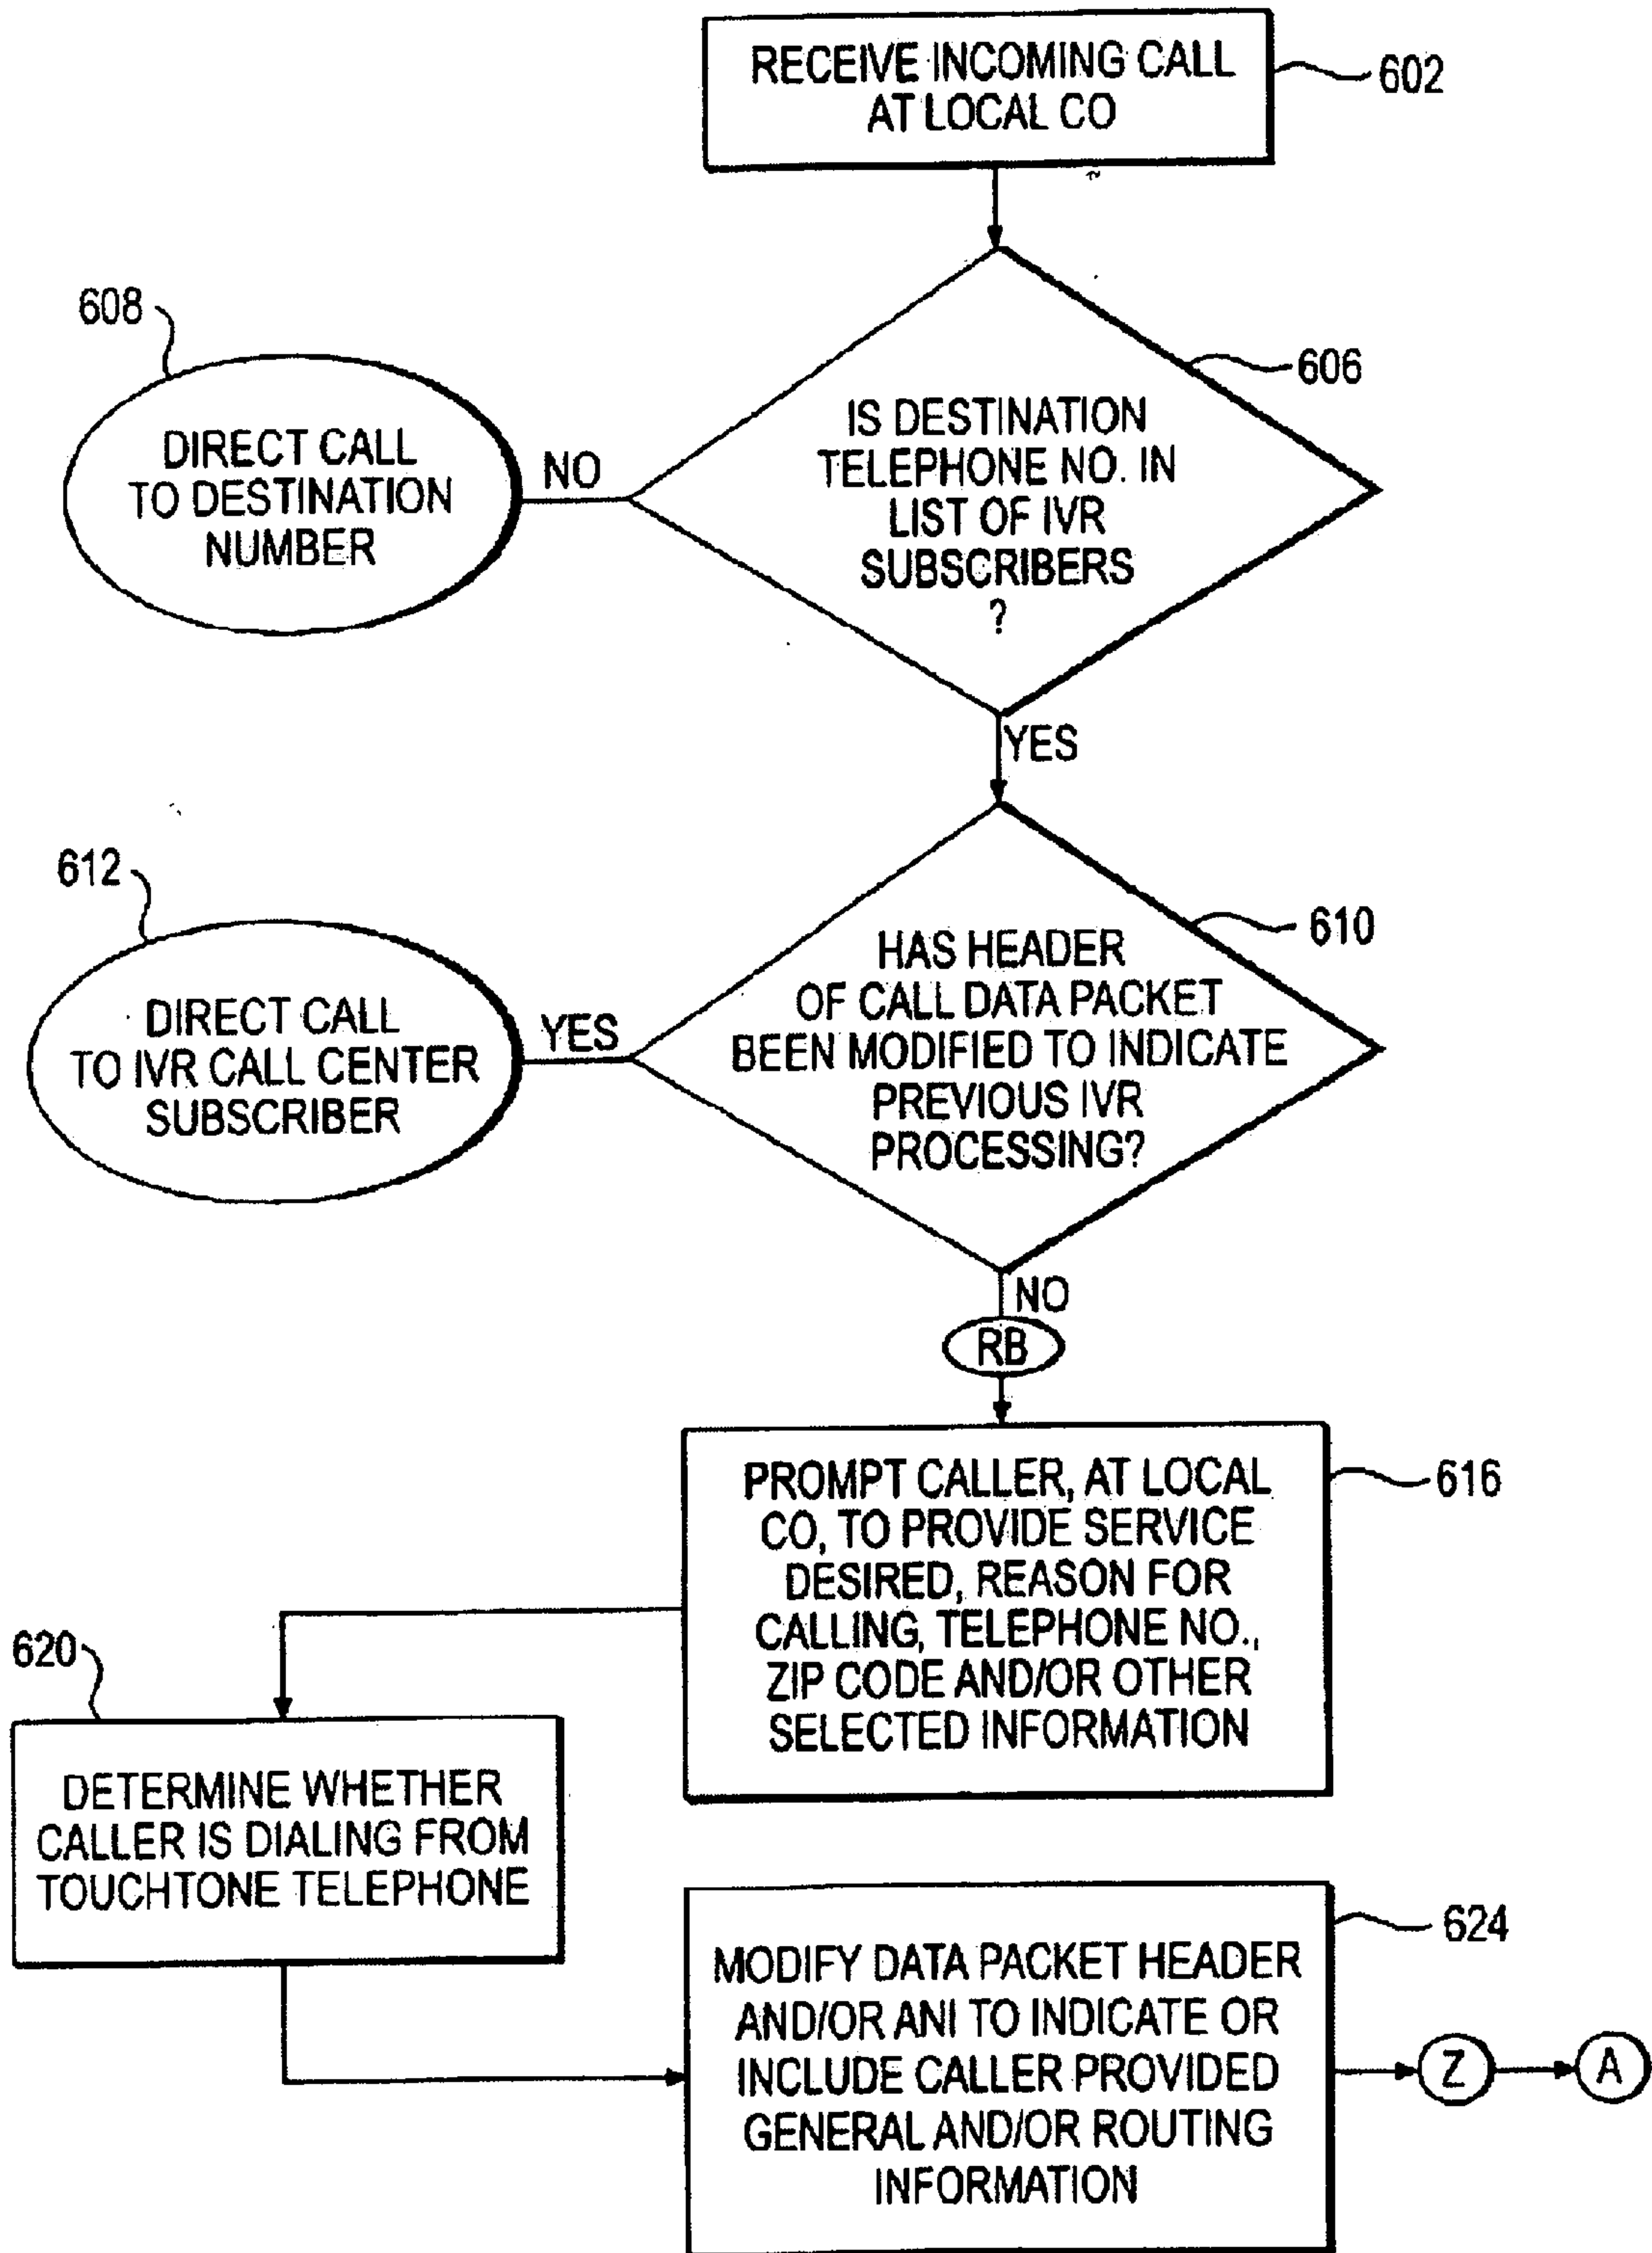 RECEIVE INCOMING CALL
AT LOCAL CO
602
608
606
DIRECT CALL
TO DESTINATION
NUMBER
NO
IS DESTINATION
TELEPHONE NO. IN
LIST OF IVR
SUBSCRIBERS
?
YES
612
610
DIRECT CALL
TO IVR CALL CENTER
SUBSCRIBER
YES
HAS HEADER
OF CALL DATA PACKET
BEEN MODIFIED TO INDICATE
PREVIOUS IVR
PROCESSING?
NO
RB
616
PROMPT CALLER, AT LOCAL
CO, TO PROVIDE SERVICE
DESIRED, REASON FOR
CALLING, TELEPHONE NO.,
ZIP CODE AND/OR OTHER
SELECTED INFORMATION
620
DETERMINE WHETHER
CALLER IS DIALING FROM
TOUCHTONE TELEPHONE
624
MODIFY DATA PACKET HEADER
AND/OR ANI TO INDICATE OR
INCLUDE CALLER PROVIDED
GENERAL AND/OR ROUTING
INFORMATION
Z
A